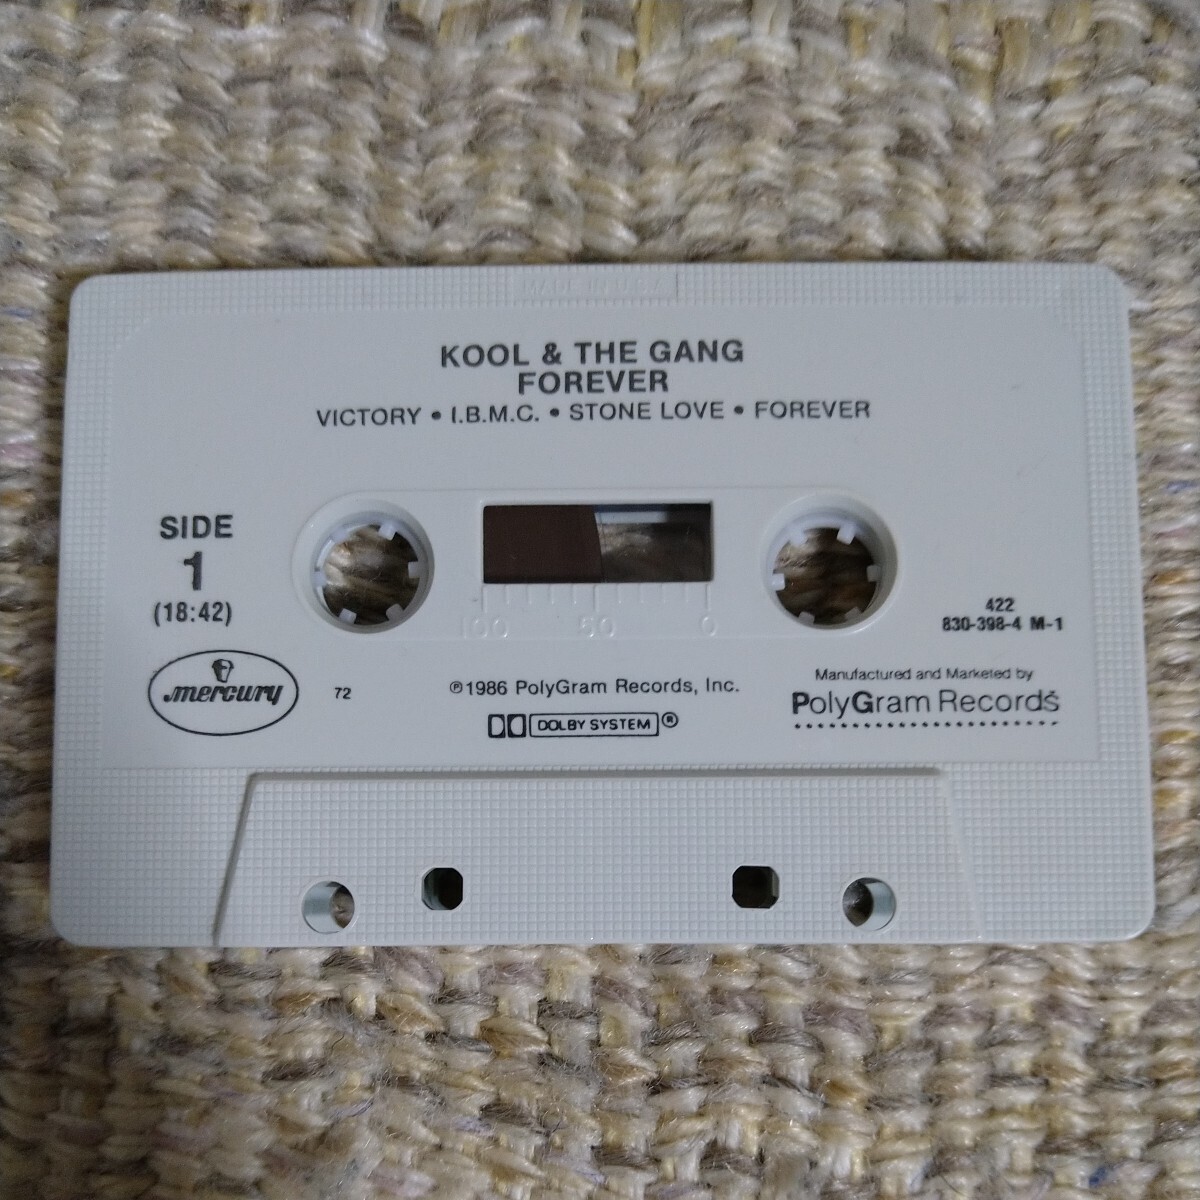 MADE IN U.S.A
KOOL & THE GANG
FOREVER
VICTORY • I.B.M.C. • STONE LOVE • FOREVER
SIDE
1
(18:42)
100 50 0
422
830-398-4 M-1
mercury
72
℗1986 PolyGram Records, Inc.
DOLBY SYSTEM®
Manufactured and Marketed by
PolyGram Records